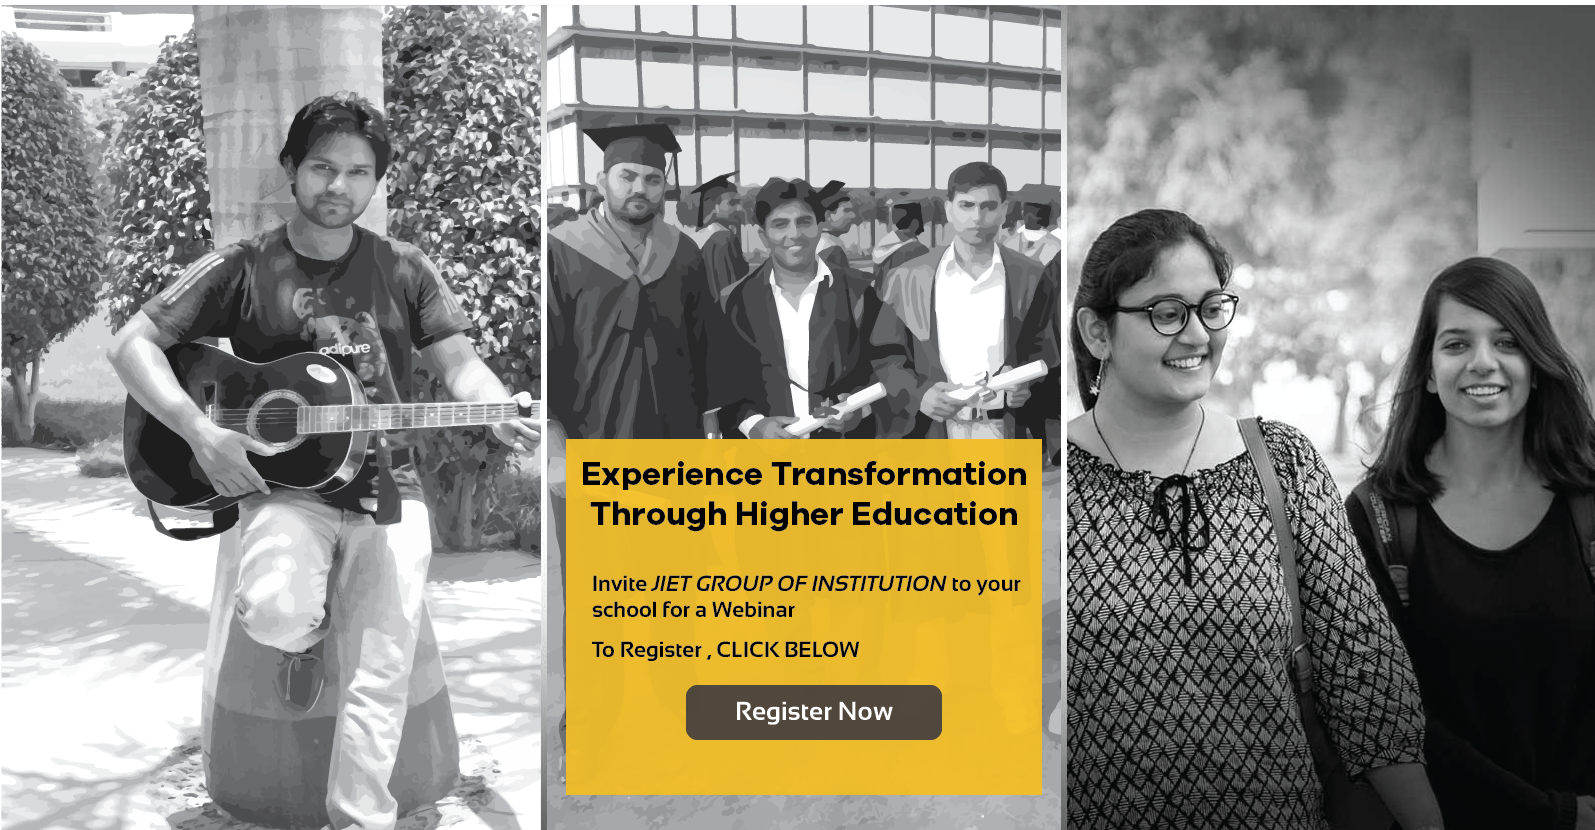 adipure
Experience Transformation
Through Higher Education
Invite JIET GROUP OF INSTITUTION to your
school for a Webinar
To Register , CLICK BELOW
Register Now